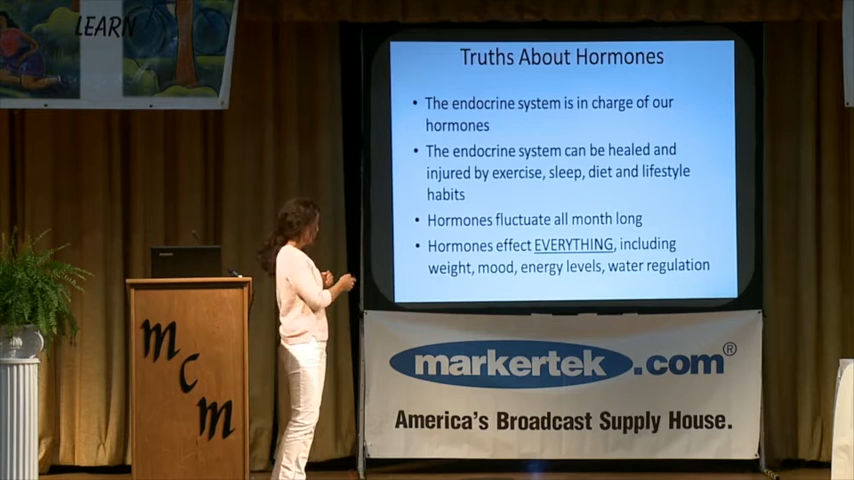 LEARN
Truths About Hormones
• The endocrine system is in charge of our
hormones
• The endocrine system can be healed and
injured by exercise, sleep, diet and lifestyle
habits
• Hormones fluctuate all month long
• Hormones effect EVERYTHING, including
weight, mood, energy levels, water regulation
mcm
markertek.com®
America's Broadcast Supply House.